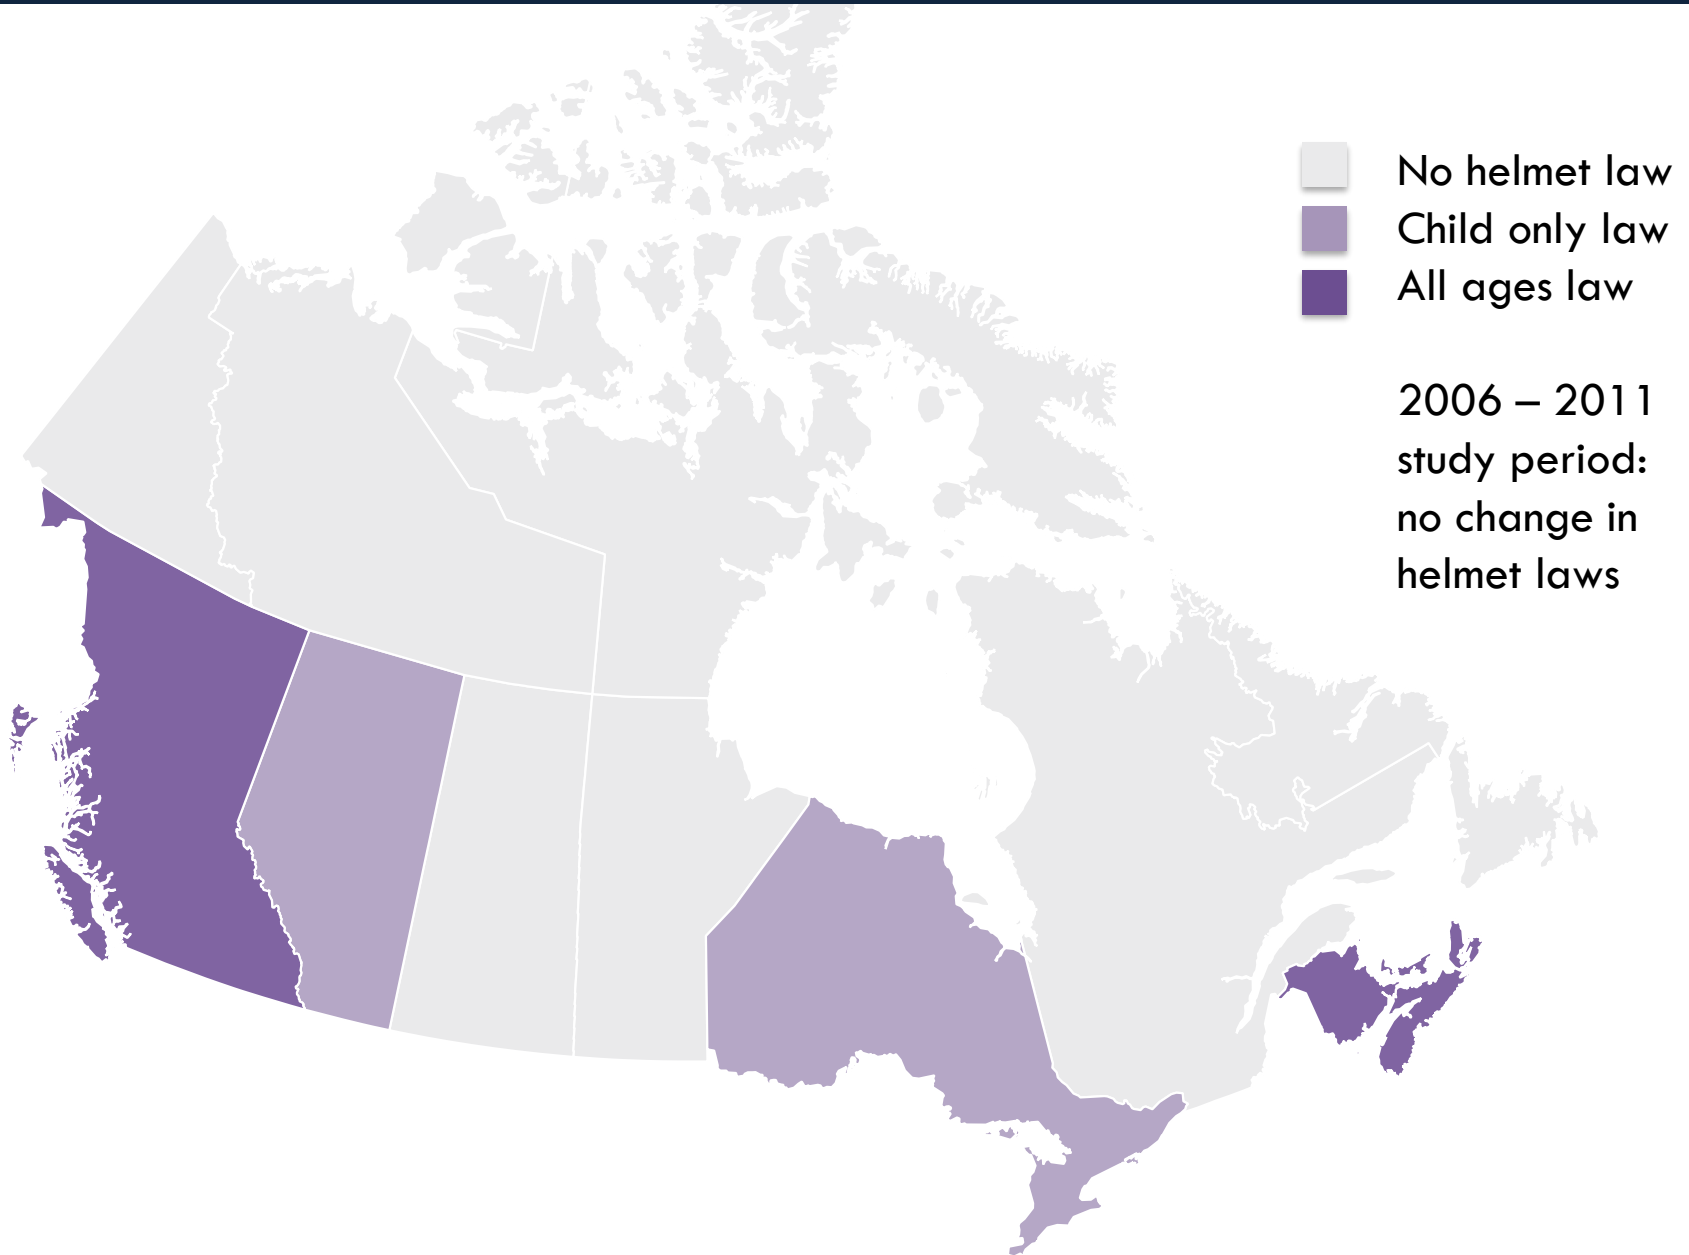 No helmet law
Child only law
All ages law
2006 – 2011
study period:
no change in
helmet laws